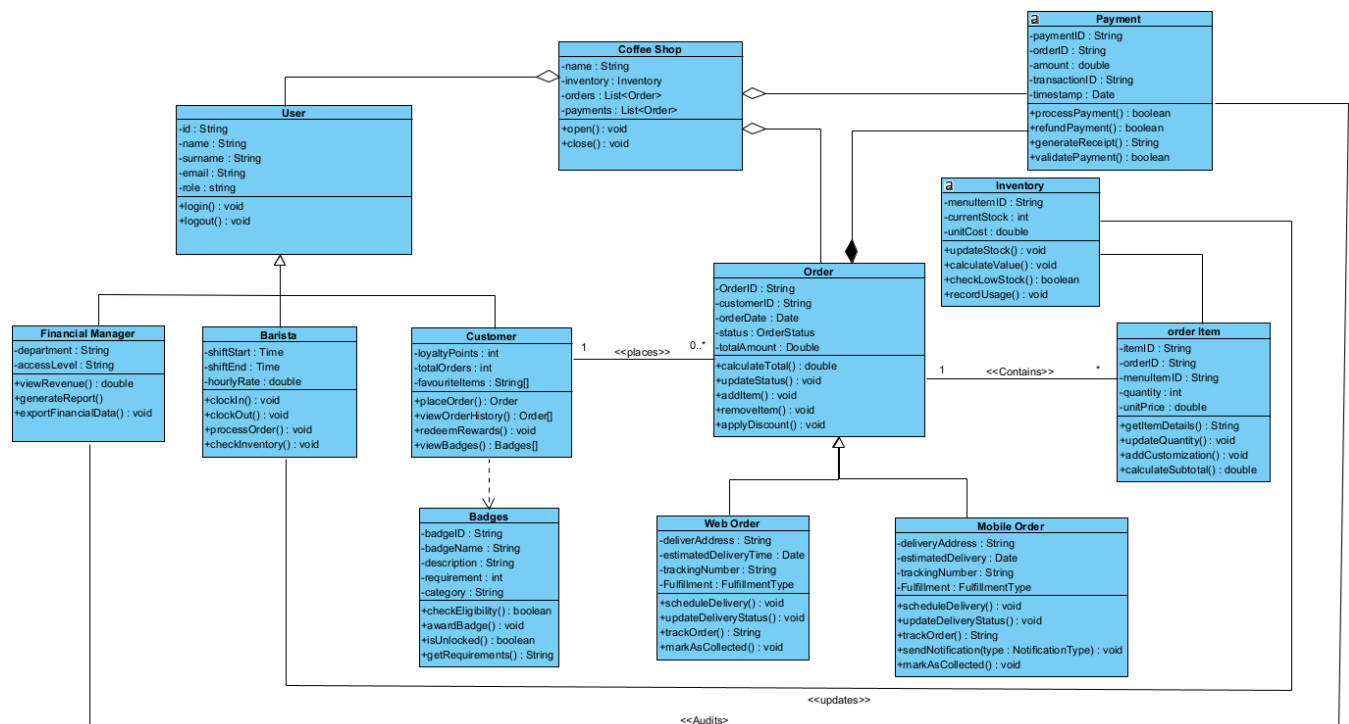 Coffee Shop
-name : String
-inventory : Inventory
-orders : List<Order>
-payments : List<Order>
+open() : void
+close() : void
a
Payment
-paymentID : String
-orderID : String
-amount : double
-transactionID : String
-timestamp : Date
+processPayment() : boolean
+refundPayment() : boolean
+generateReceipt() : String
+validatePayment() : boolean
User
-id : String
-name : String
-surname : String
-email : String
-role : string
+login() : void
+logout() : void
a
Inventory
-menuItemID : String
-currentStock : int
-unitCost : double
+updateStock() : void
+calculateValue() : void
+checkLowStock() : boolean
+recordUsage() : void
Financial Manager
-department : String
-accessLevel : String
+viewRevenue() : double
+generateReport()
+exportFinancialData() : void
Barista
-shiftStart : Time
-shiftEnd : Time
-hourlyRate : double
+clockIn() : void
+clockOut() : void
+processOrder() : void
+checkInventory() : void
Customer
-loyaltyPoints : int
-totalOrders : int
-favouriteItems : String[]
+placeOrder() : Order
+viewOrderHistory() : Order[]
+redeemRewards() : void
+viewBadges() : Badges[]
1
<<places>>
0..*
Order
-OrderID : String
-customerID : String
-orderDate : Date
-status : OrderStatus
-totalAmount : Double
+calculateTotal() : double
+updateStatus() : void
+addItem() : void
+removeItem() : void
+applyDiscount() : void
1
<<Contains>>
*
order Item
-itemID : String
-orderID : String
-menuItemID : String
-quantity : int
-unitPrice : double
+getItemDetails() : String
+updateQuantity() : void
+addCustomization() : void
+calculateSubtotal() : double
Badges
-badgeID : String
-badgeName : String
-description : String
-requirement : int
-category : String
+checkEligibility() : boolean
+awardBadge() : void
+isUnlocked() : boolean
+getRequirements() : String
Web Order
-deliverAddress : String
-estimatedDeliveryTime : Date
-trackingNumber : String
-Fulfillment : FulfillmentType
+scheduleDelivery() : void
+updateDeliveryStatus() : void
+trackOrder() : String
+markAsCollected() : void
Mobile Order
-deliveryAddress : String
-estimatedDelivery : Date
-trackingNumber : String
-Fulfillment : FulfillmentType
+scheduleDelivery() : void
+updateDeliveryStatus() : void
+trackOrder() : String
+sendNotification(type : NotificationType) : void
+markAsCollected() : void
<<updates>>
<<Audits>